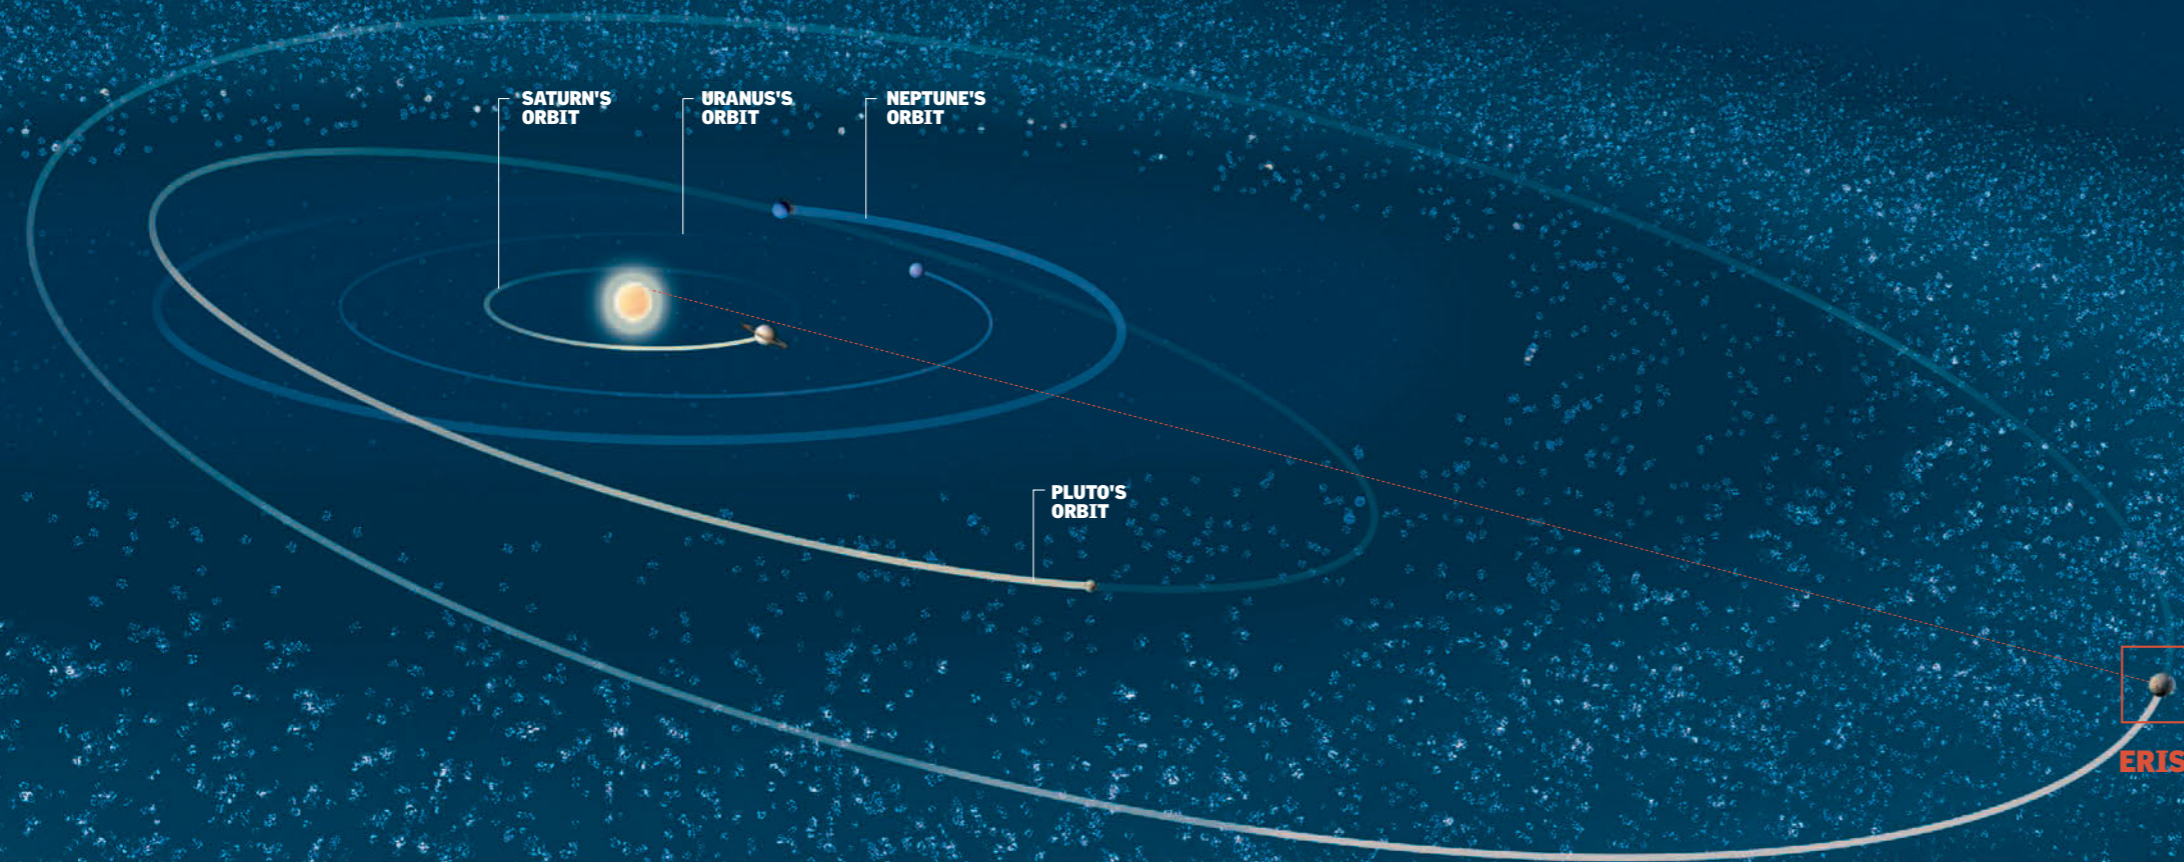 SATURN'S
ORBIT
URANUS'S
ORBIT
NEPTUNE'S
ORBIT
PLUTO'S
ORBIT
ERIS